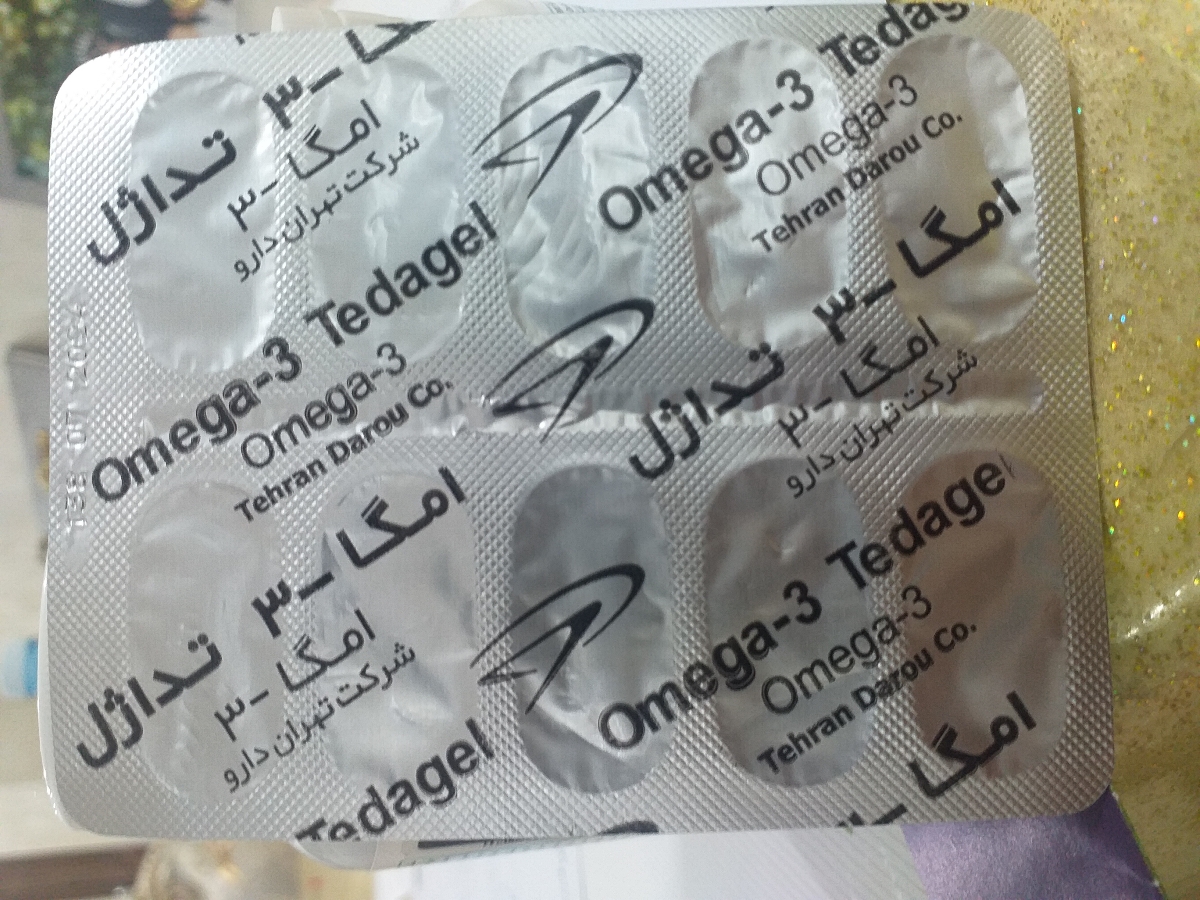 امگا-۳ تداژل
امگا-۳
شرکت تهران دارو
Omega-3 Tedagel
Omega-3
Tehran Darou Co.
Omega-3 Tedagel
Omega-3
Tehran Darou Co.
امگا-۳ تداژل
امگا-۳
شرکت تهران دارو
امگا-۳ تداژل
امگا-۳
شرکت تهران دارو
Omega-3 Tedagel
Omega-3
Tehran Darou Co.
Tedagel
امگا-۳